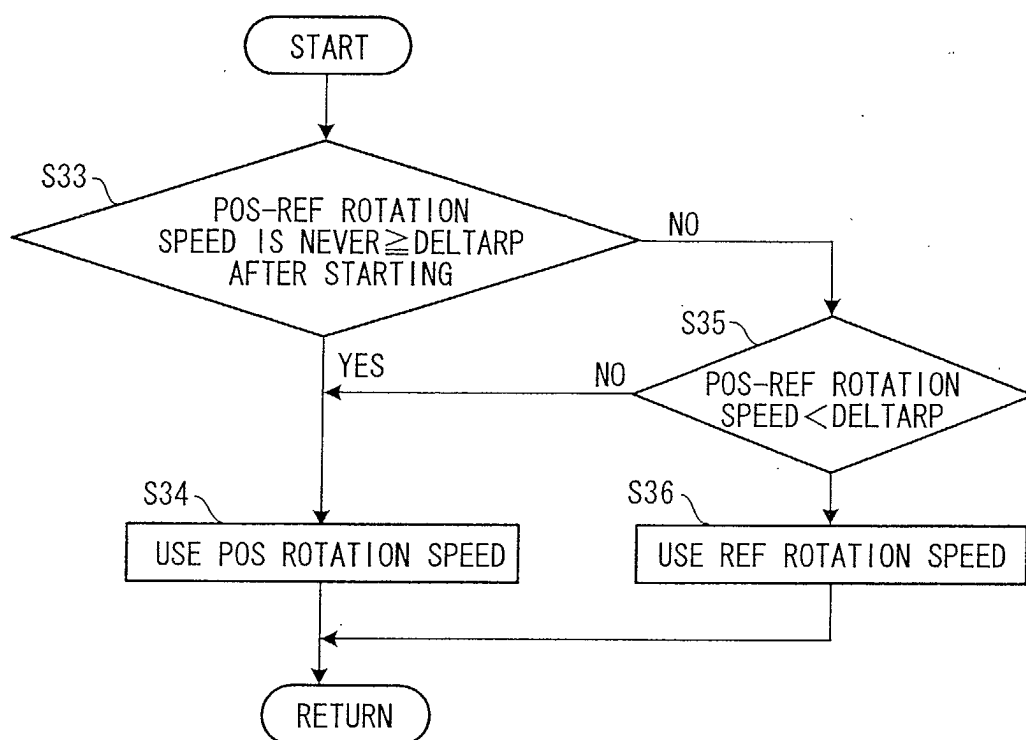 START
S33
POS-REF ROTATION
SPEED IS NEVER≧DELTARP
AFTER STARTING
NO
YES
S35
POS-REF ROTATION
SPEED<DELTARP
NO
S34
USE POS ROTATION SPEED
S36
USE REF ROTATION SPEED
RETURN